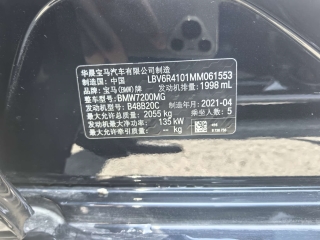 华晨宝马汽车有限公司制造
制造国：中国 LBV6R4101MM061553
品牌：宝马(BMW)牌 发动机排量：1998 mL
整车型号：BMW7200MG
发动机型号：B48B20C 制造年月：2021-04
最大允许总质量：2055 kg 乘坐人数：5
发动机最大净功率：135 kW
最大允许牵引质量：-- kg